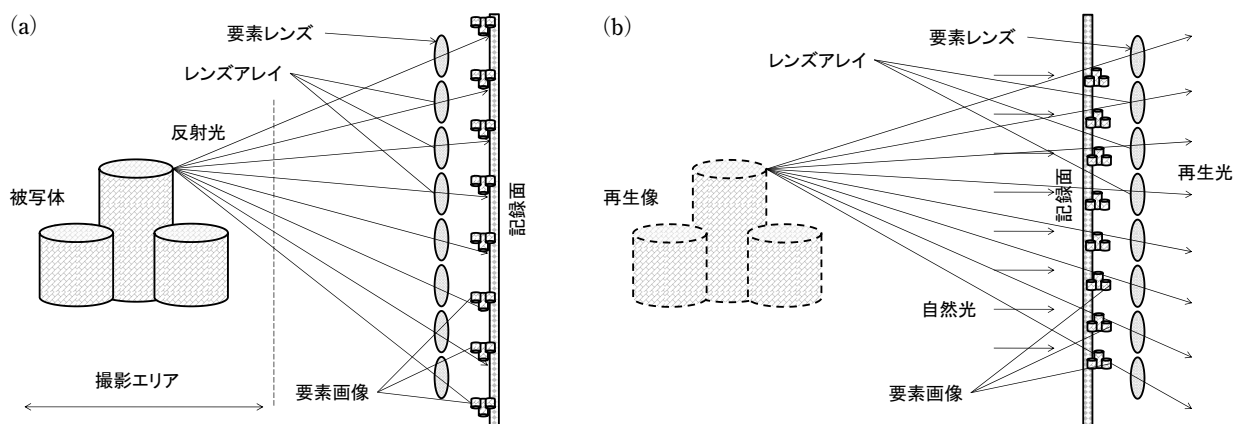 (a)
要素レンズ
レンズアレイ
反射光
被写体
記録面
撮影エリア
要素画像
(b)
要素レンズ
レンズアレイ
再生像
記録面
再生光
自然光
要素画像